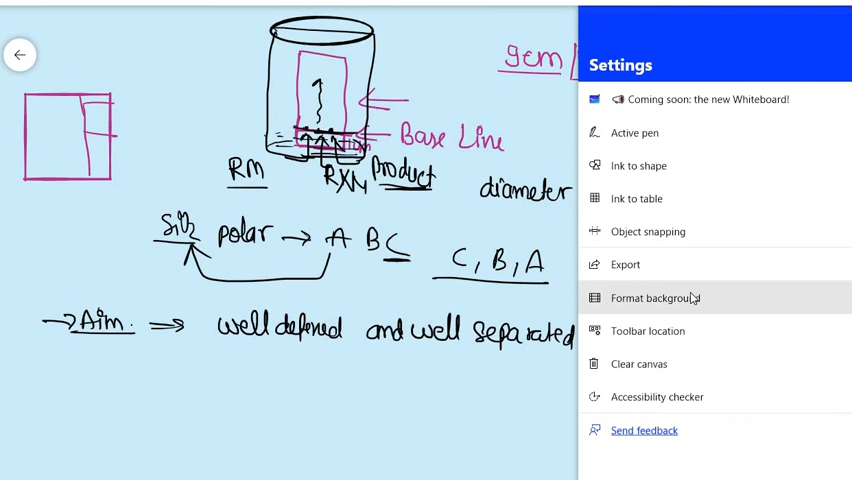 gcm
Base Line
RM
RXN
Product
diameter
SiO2 polar → A B C
C, B, A
→ Aim. ⇒ well defined and well separated
Settings
Coming soon: the new Whiteboard!
Active pen
Ink to shape
Ink to table
Object snapping
Export
Format background
Toolbar location
Clear canvas
Accessibility checker
Send feedback